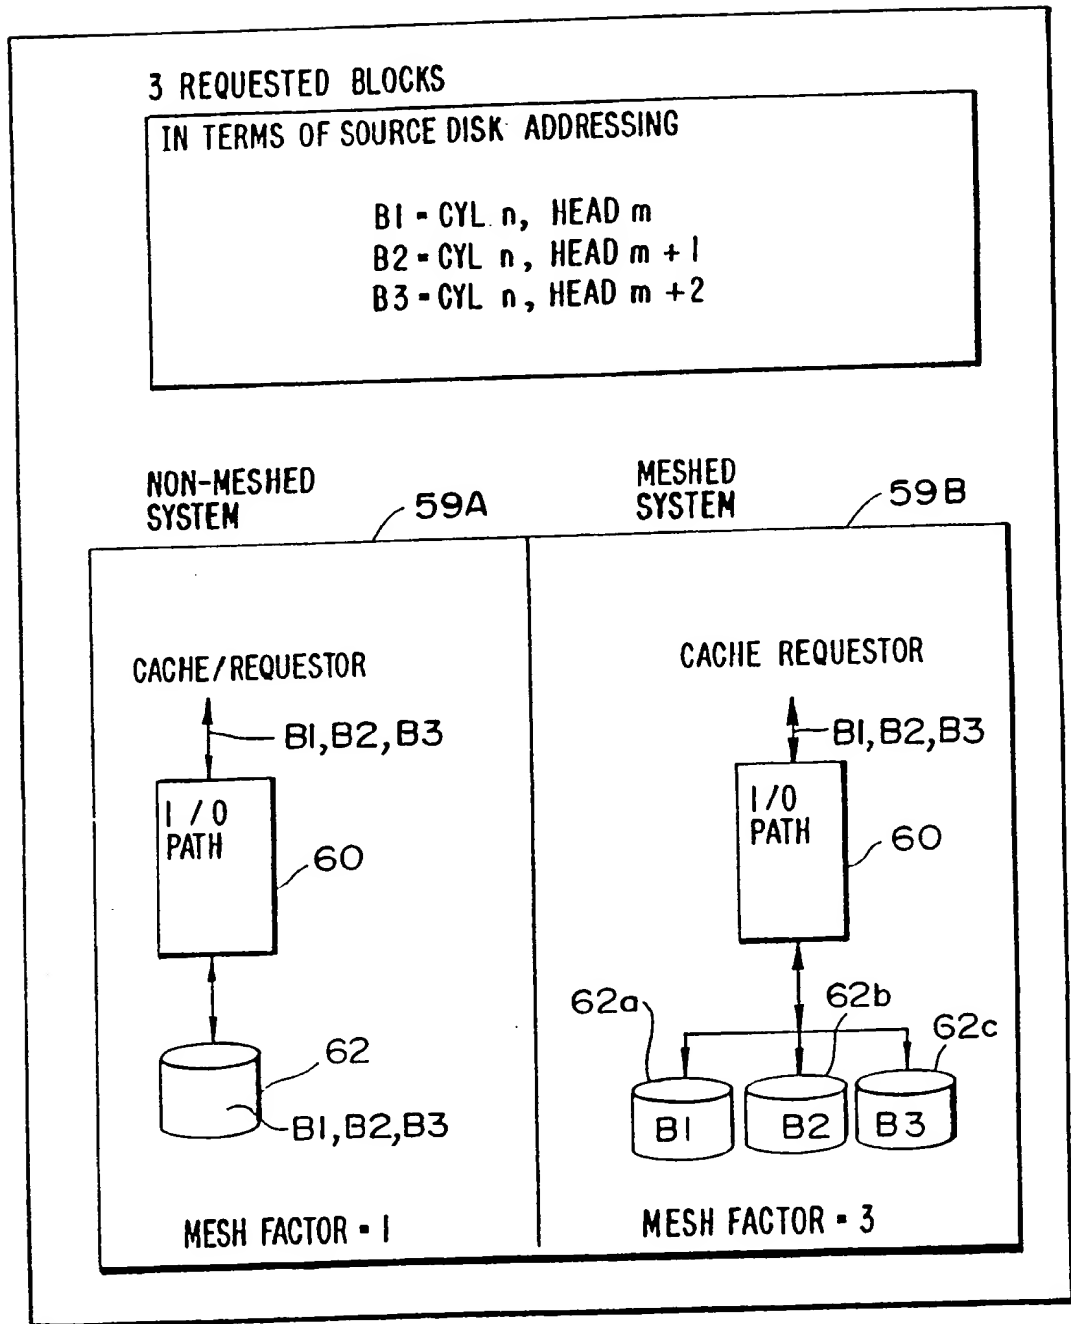 3 REQUESTED BLOCKS
IN TERMS OF SOURCE DISK ADDRESSING
B1 = CYL n, HEAD m
B2 = CYL n, HEAD m + 1
B3 = CYL n, HEAD m + 2
NON-MESHED
SYSTEM
59A
MESHED
SYSTEM
59B
CACHE/REQUESTOR
B1,B2,B3
I/O
PATH
60
62
B1,B2,B3
MESH FACTOR = 1
CACHE REQUESTOR
B1,B2,B3
I/O
PATH
60
62a
62b
62c
B1
B2
B3
MESH FACTOR = 3